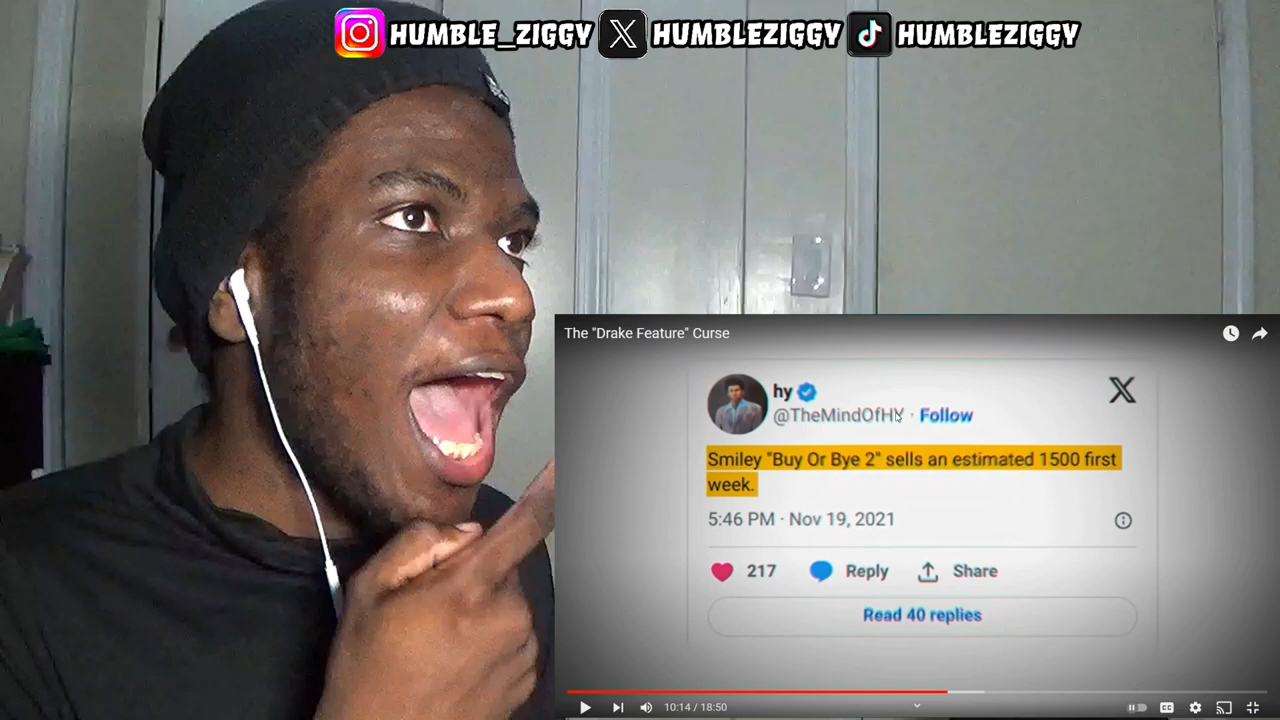 HUMBLE_ZIGGY HUMBLEZIGGY HUMBLEZIGGY
The "Drake Feature" Curse
hy
@TheMindOfHY · Follow
Smiley "Buy Or Bye 2" sells an estimated 1500 first
week.
5:46 PM · Nov 19, 2021
217 Reply Share
Read 40 replies
10:14 / 18:50